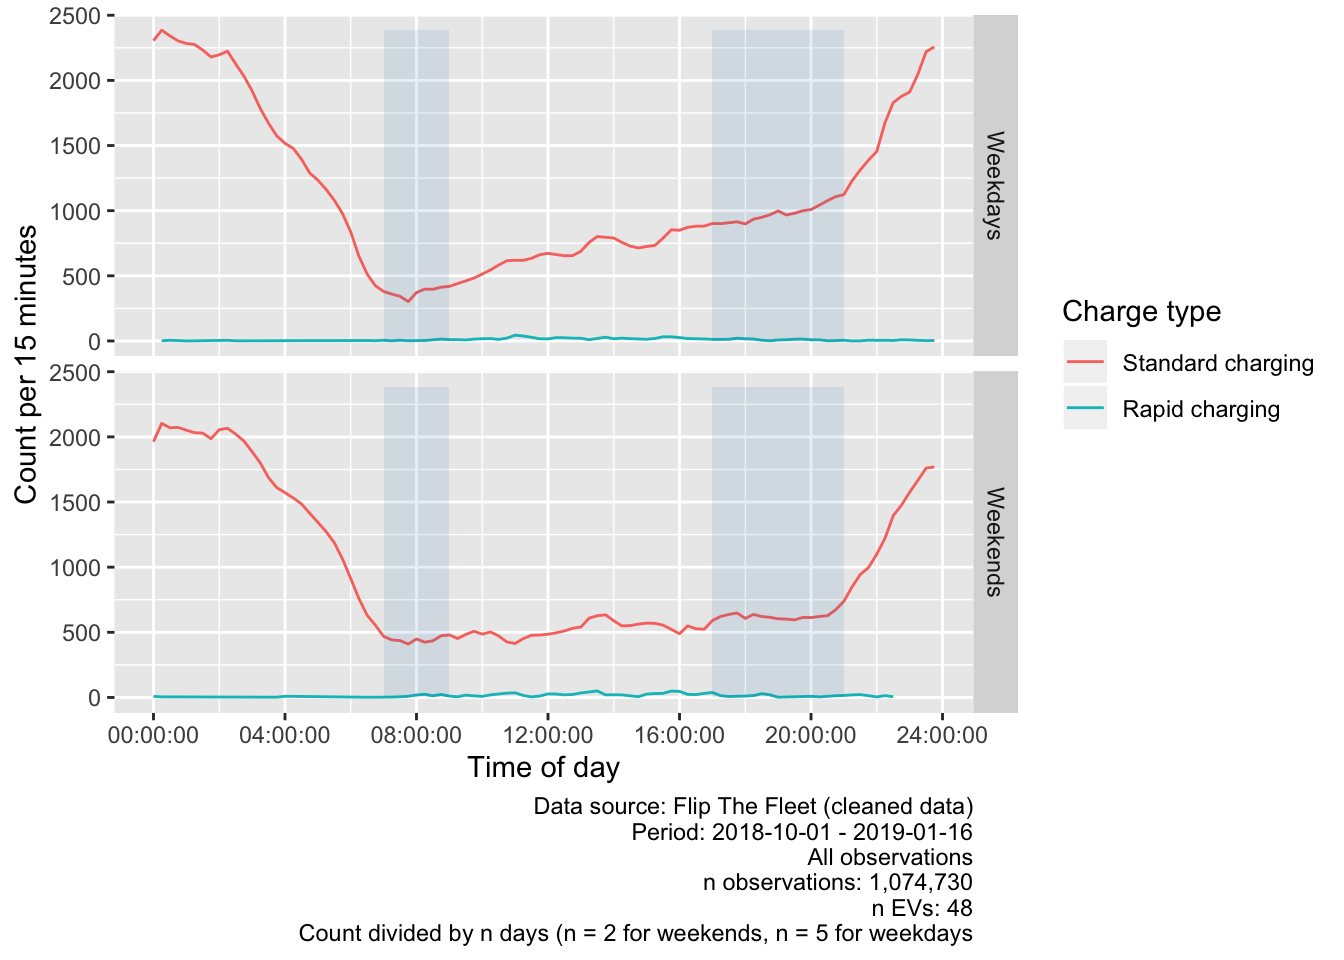 Count per 15 minutes
2500
2000
1500
1000
500
0
Weekdays
2500
2000
1500
1000
500
0
Weekends
00:00:00 04:00:00 08:00:00 12:00:00 16:00:00 20:00:00 24:00:00
Time of day
Charge type
Standard charging
Rapid charging
Data source: Flip The Fleet (cleaned data)
Period: 2018-10-01 - 2019-01-16
All observations
n observations: 1,074,730
n EVs: 48
Count divided by n days (n = 2 for weekends, n = 5 for weekdays